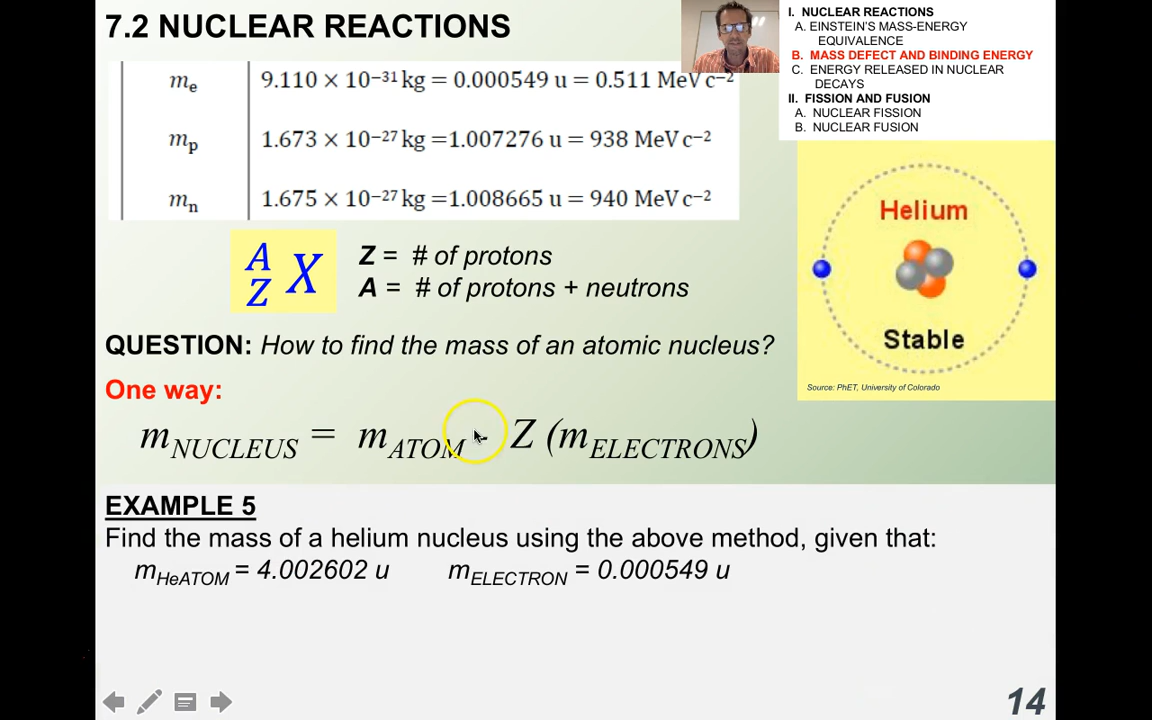 7.2 NUCLEAR REACTIONS
I. NUCLEAR REACTIONS
A. EINSTEIN'S MASS-ENERGY
EQUIVALENCE
B. MASS DEFECT AND BINDING ENERGY
C. ENERGY RELEASED IN NUCLEAR
DECAYS
II. FISSION AND FUSION
A. NUCLEAR FISSION
B. NUCLEAR FUSION
me 9.110 × 10⁻³¹ kg = 0.000549 u = 0.511 MeV c⁻²
mp 1.673 × 10⁻²⁷ kg =1.007276 u = 938 MeV c⁻²
mn 1.675 × 10⁻²⁷ kg =1.008665 u = 940 MeV c⁻²
A
Z X
Z = # of protons
A = # of protons + neutrons
Helium
Stable
Source: PhET, University of Colorado
QUESTION: How to find the mass of an atomic nucleus?
One way:
mNUCLEUS = mATOM - Z (mELECTRONS)
EXAMPLE 5
Find the mass of a helium nucleus using the above method, given that:
mHeATOM = 4.002602 u mELECTRON = 0.000549 u
14